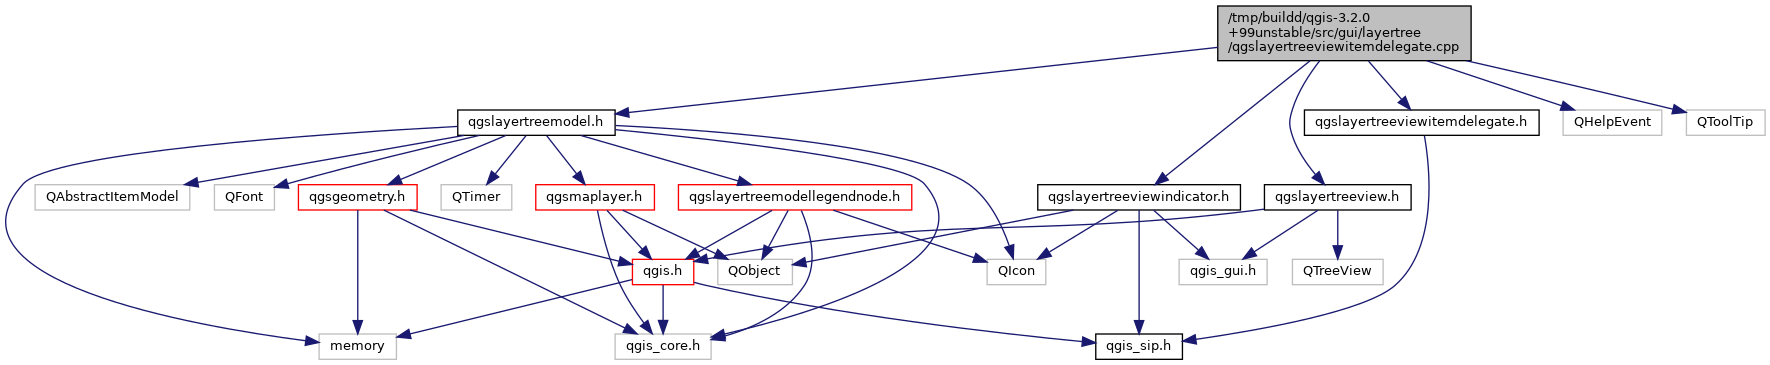 /tmp/buildd/qgis-3.2.0
+99unstable/src/gui/layertree
/qgslayertreeviewitemdelegate.cpp
qgslayertreemodel.h
qgslayertreeviewitemdelegate.h
QHelpEvent
QToolTip
QAbstractItemModel
QFont
qgsgeometry.h
QTimer
qgsmaplayer.h
qgslayertreemodellegendnode.h
qgslayertreeviewindicator.h
qgslayertreeview.h
qgis.h
QObject
QIcon
qgis_gui.h
QTreeView
memory
qgis_core.h
qgis_sip.h